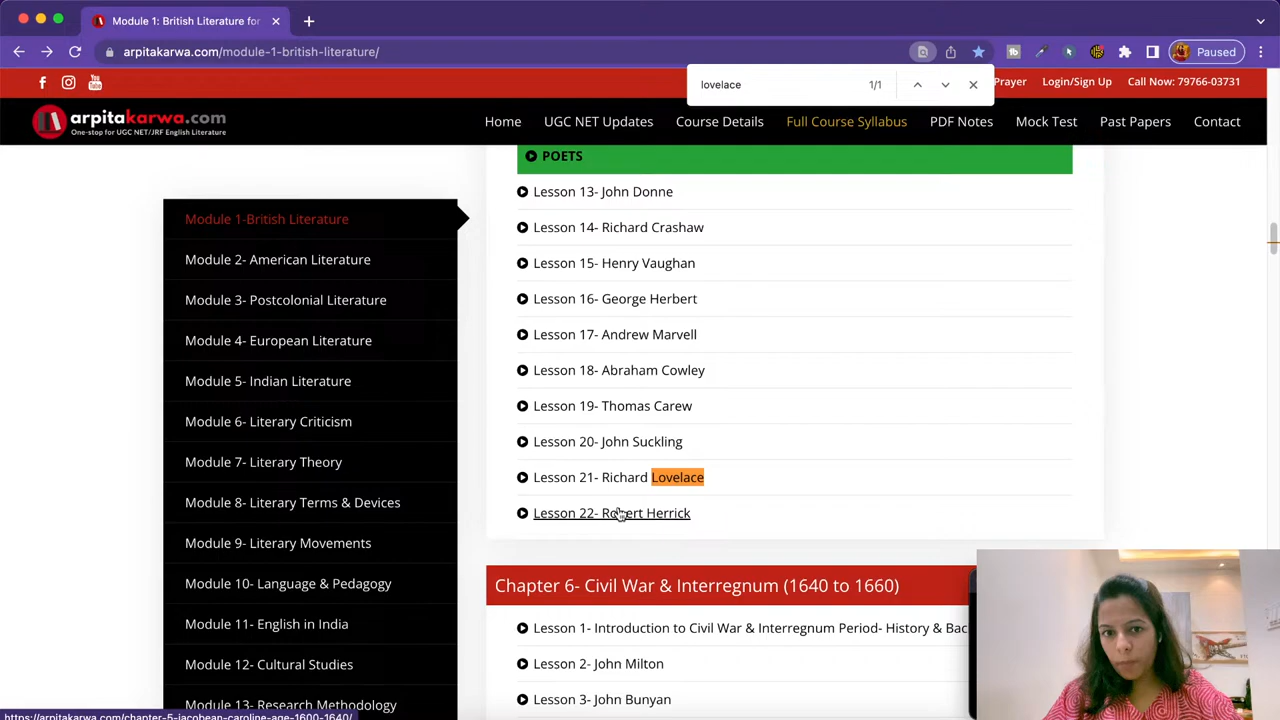 Module 1: British Literature for
arpitakarwa.com/module-1-british-literature/
Paused
lovelace
1/1
Prayer
Login/Sign Up
Call Now: 79766-03731
arpitakarwa.com
One-stop for UGC NET/JRF English Literature
Home
UGC NET Updates
Course Details
Full Course Syllabus
PDF Notes
Mock Test
Past Papers
Contact
Module 1-British Literature
Module 2- American Literature
Module 3- Postcolonial Literature
Module 4- European Literature
Module 5- Indian Literature
Module 6- Literary Criticism
Module 7- Literary Theory
Module 8- Literary Terms & Devices
Module 9- Literary Movements
Module 10- Language & Pedagogy
Module 11- English in India
Module 12- Cultural Studies
Module 13- Research Methodology
POETS
Lesson 13- John Donne
Lesson 14- Richard Crashaw
Lesson 15- Henry Vaughan
Lesson 16- George Herbert
Lesson 17- Andrew Marvell
Lesson 18- Abraham Cowley
Lesson 19- Thomas Carew
Lesson 20- John Suckling
Lesson 21- Richard Lovelace
Lesson 22- Robert Herrick
Chapter 6- Civil War & Interregnum (1640 to 1660)
Lesson 1- Introduction to Civil War & Interregnum Period- History & Bac
Lesson 2- John Milton
Lesson 3- John Bunyan
https://arpitakarwa.com/chapter-5-jacobean-caroline-age-1600-1640/